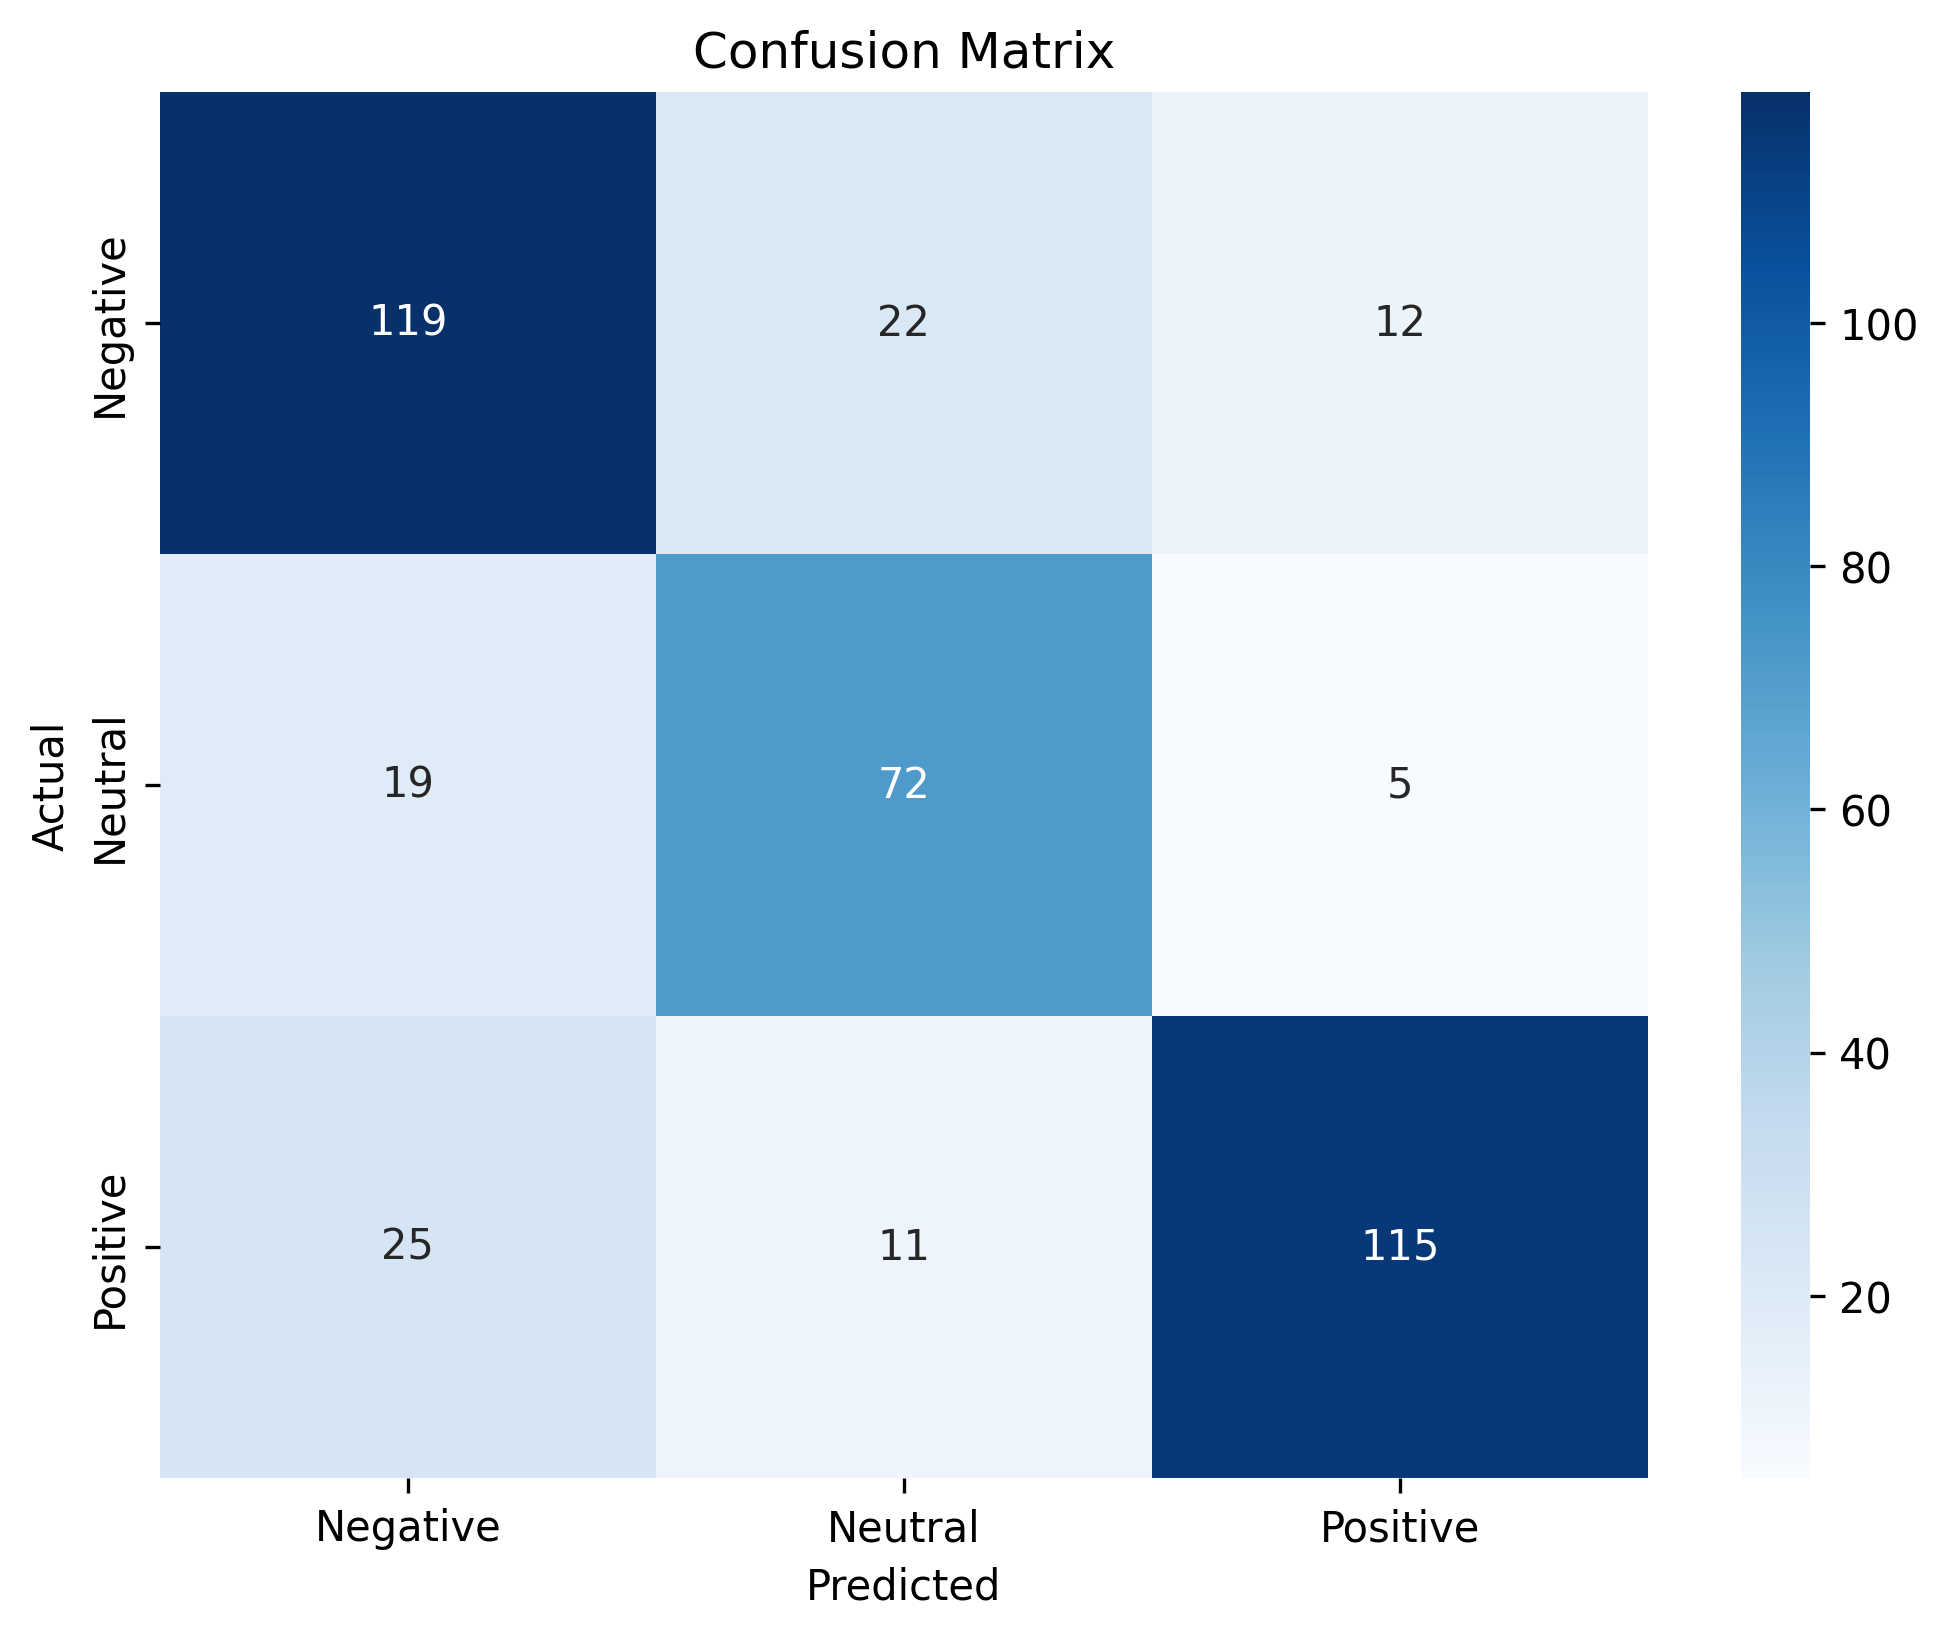 Confusion Matrix
Negative
119 22 12
100
80
Actual
Neutral
19 72 5
60
40
Positive
25 11 115
20
Negative Neutral Positive
Predicted